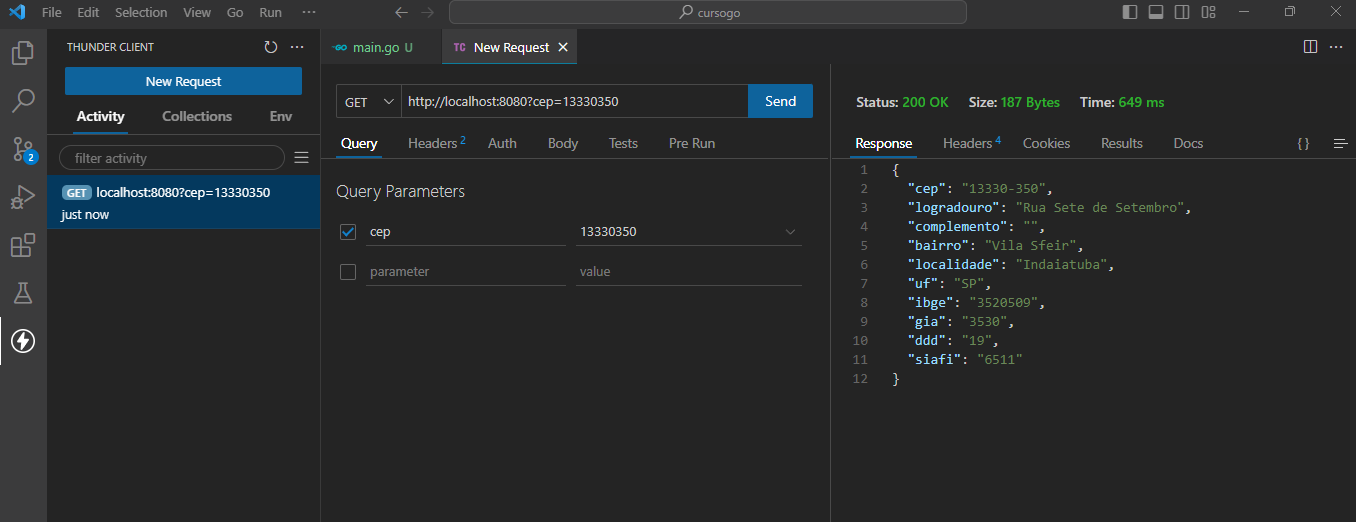 File Edit Selection View Go Run ···
cursogo
THUNDER CLIENT
New Request
Activity Collections Env
filter activity
GET localhost:8080?cep=13330350
just now
2
GO main.go U
TC New Request
GET http://localhost:8080?cep=13330350 Send
Query Headers 2 Auth Body Tests Pre Run
Query Parameters
cep 13330350
parameter value
Status: 200 OK Size: 187 Bytes Time: 649 ms
Response Headers 4 Cookies Results Docs {}
1 {
2 "cep": "13330-350",
3 "logradouro": "Rua Sete de Setembro",
4 "complemento": "",
5 "bairro": "Vila Sfeir",
6 "localidade": "Indaiatuba",
7 "uf": "SP",
8 "ibge": "3520509",
9 "gia": "3530",
10 "ddd": "19",
11 "siafi": "6511"
12 }